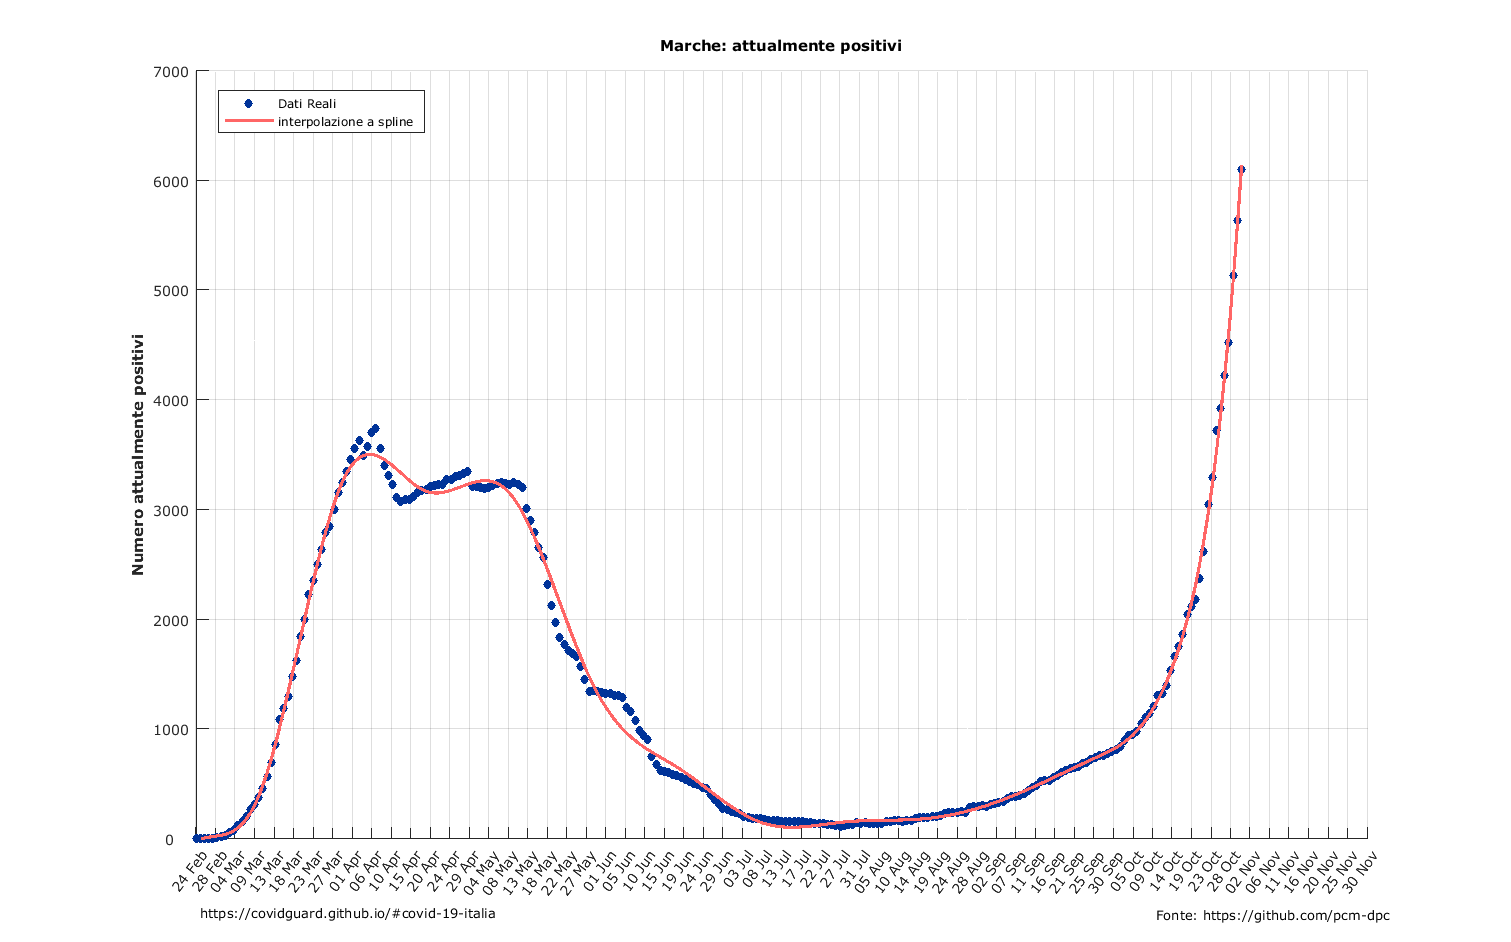 Marche: attualmente positivi
7000
6000
5000
4000
3000
2000
1000
0
Numero attualmente positivi
Dati Reali
interpolazione a spline
24 Feb
28 Feb
04 Mar
09 Mar
13 Mar
18 Mar
23 Mar
27 Mar
01 Apr
06 Apr
10 Apr
15 Apr
20 Apr
24 Apr
29 Apr
04 May
08 May
13 May
18 May
22 May
27 May
01 Jun
05 Jun
10 Jun
15 Jun
19 Jun
24 Jun
29 Jun
03 Jul
08 Jul
13 Jul
17 Jul
22 Jul
27 Jul
31 Jul
05 Aug
10 Aug
14 Aug
19 Aug
24 Aug
28 Aug
02 Sep
07 Sep
11 Sep
16 Sep
21 Sep
25 Sep
30 Sep
05 Oct
09 Oct
14 Oct
19 Oct
23 Oct
28 Oct
02 Nov
06 Nov
11 Nov
16 Nov
20 Nov
25 Nov
30 Nov
https://covidguard.github.io/#covid-19-italia
Fonte: https://github.com/pcm-dpc